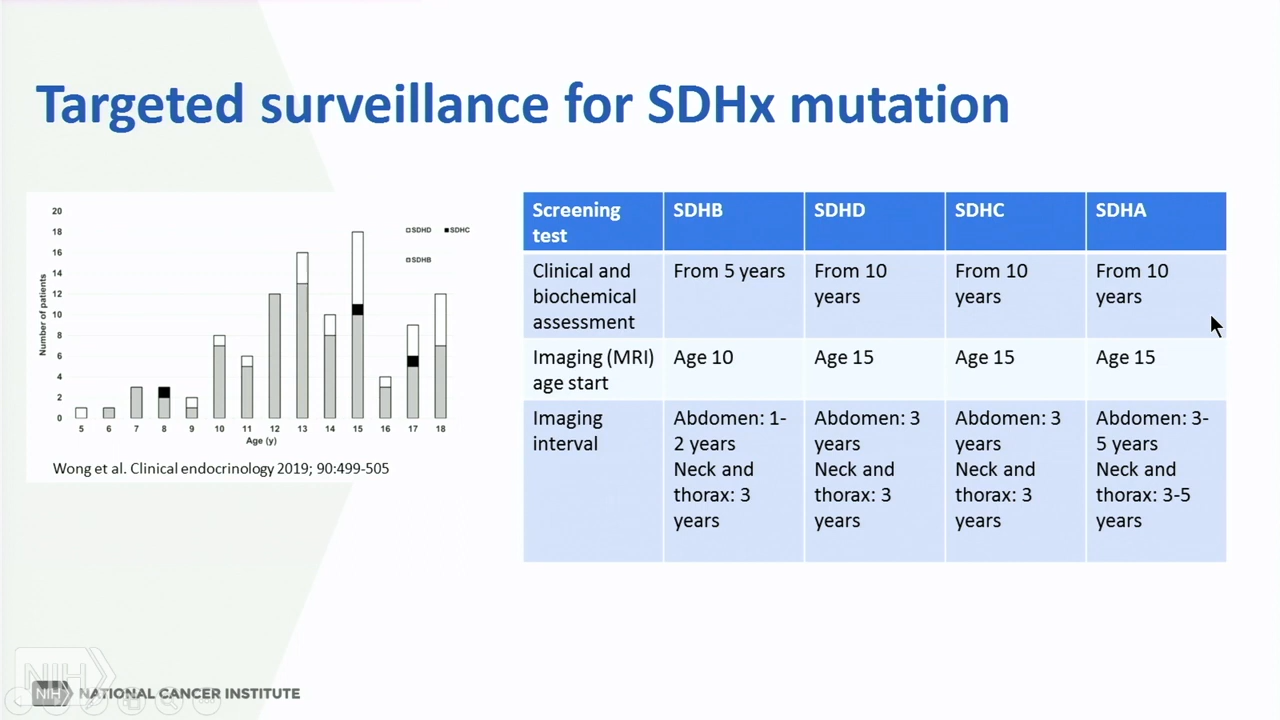 Targeted surveillance for SDHx mutation
20
18
16
14
12
10
8
6
4
2
0
Number of patients
SDHD SDHC
SDHB
5 6 7 8 9 10 11 12 13 14 15 16 17 18
Age (y)
Wong et al. Clinical endocrinology 2019; 90:499-505
Screening
test
SDHB
SDHD
SDHC
SDHA
Clinical and
biochemical
assessment
From 5 years
From 10
years
From 10
years
From 10
years
Imaging (MRI)
age start
Age 10
Age 15
Age 15
Age 15
Imaging
interval
Abdomen: 1-
2 years
Neck and
thorax: 3
years
Abdomen: 3
years
Neck and
thorax: 3
years
Abdomen: 3
years
Neck and
thorax: 3
years
Abdomen: 3-
5 years
Neck and
thorax: 3-5
years
NIH
NIH NATIONAL CANCER INSTITUTE